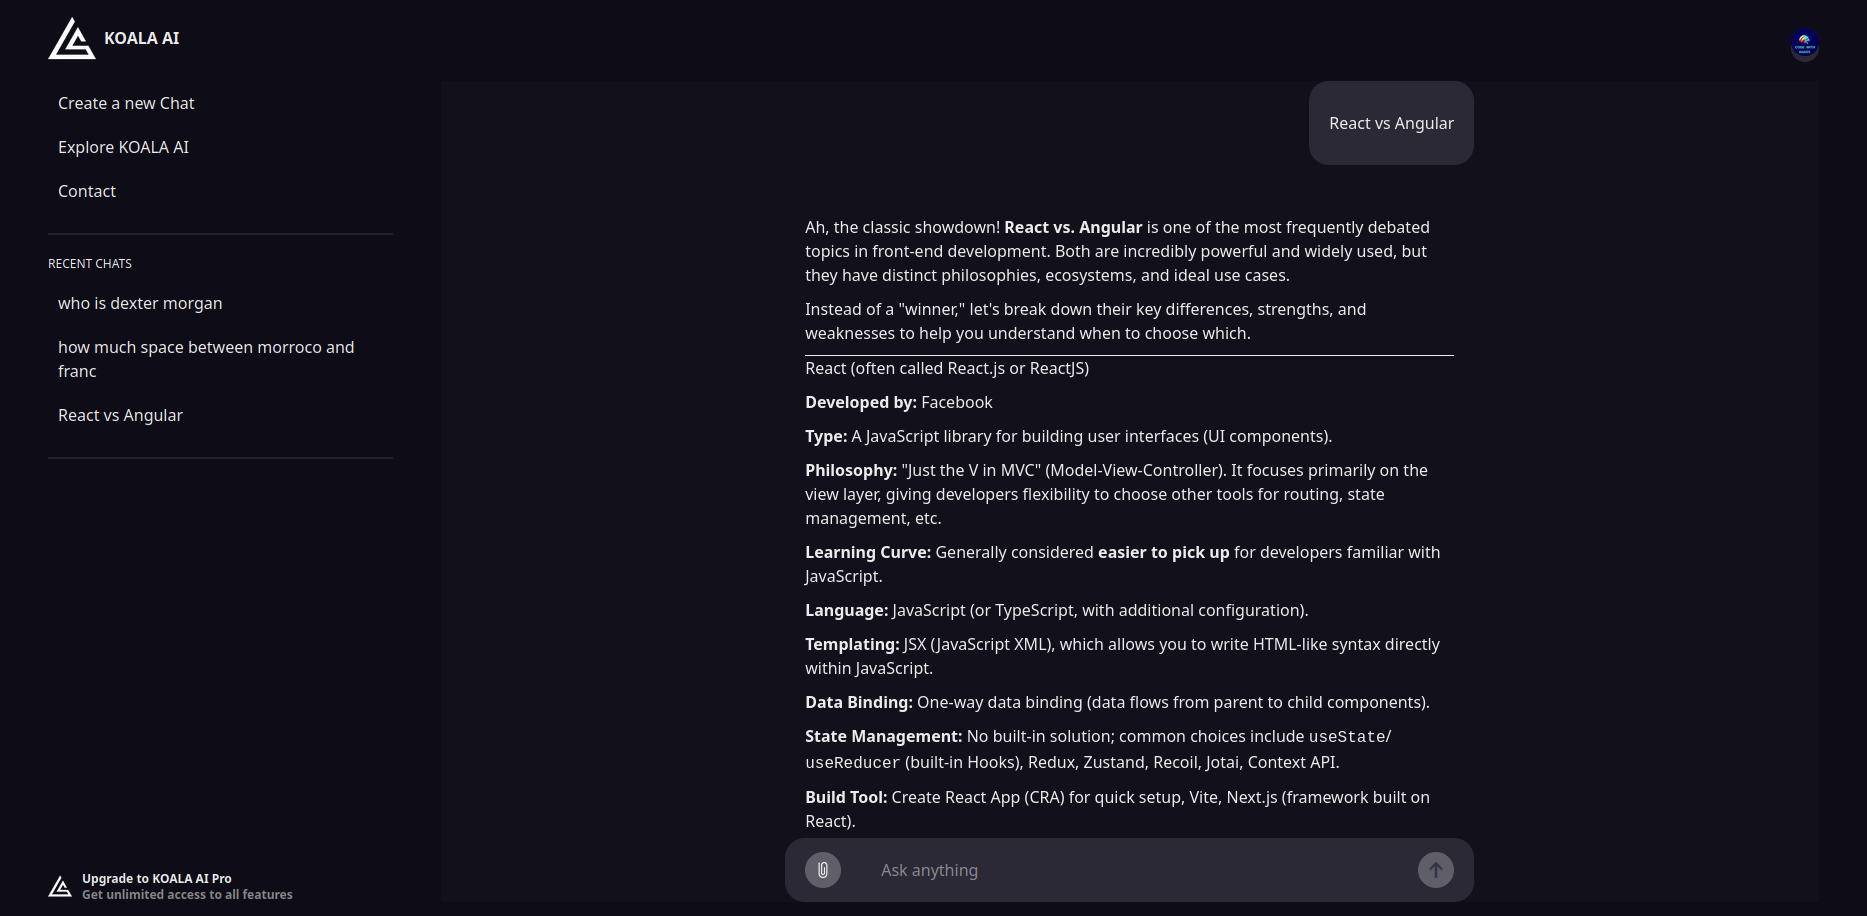 KOALA AI
Create a new Chat
Explore KOALA AI
Contact
RECENT CHATS
who is dexter morgan
how much space between morroco and
franc
React vs Angular
Upgrade to KOALA AI Pro
Get unlimited access to all features
React vs Angular
Ah, the classic showdown! React vs. Angular is one of the most frequently debated
topics in front-end development. Both are incredibly powerful and widely used, but
they have distinct philosophies, ecosystems, and ideal use cases.
Instead of a "winner," let's break down their key differences, strengths, and
weaknesses to help you understand when to choose which.
React (often called React.js or ReactJS)
Developed by: Facebook
Type: A JavaScript library for building user interfaces (UI components).
Philosophy: "Just the V in MVC" (Model-View-Controller). It focuses primarily on the
view layer, giving developers flexibility to choose other tools for routing, state
management, etc.
Learning Curve: Generally considered easier to pick up for developers familiar with
JavaScript.
Language: JavaScript (or TypeScript, with additional configuration).
Templating: JSX (JavaScript XML), which allows you to write HTML-like syntax directly
within JavaScript.
Data Binding: One-way data binding (data flows from parent to child components).
State Management: No built-in solution; common choices include useState/
useReducer (built-in Hooks), Redux, Zustand, Recoil, Jotai, Context API.
Build Tool: Create React App (CRA) for quick setup, Vite, Next.js (framework built on
React).
Ask anything